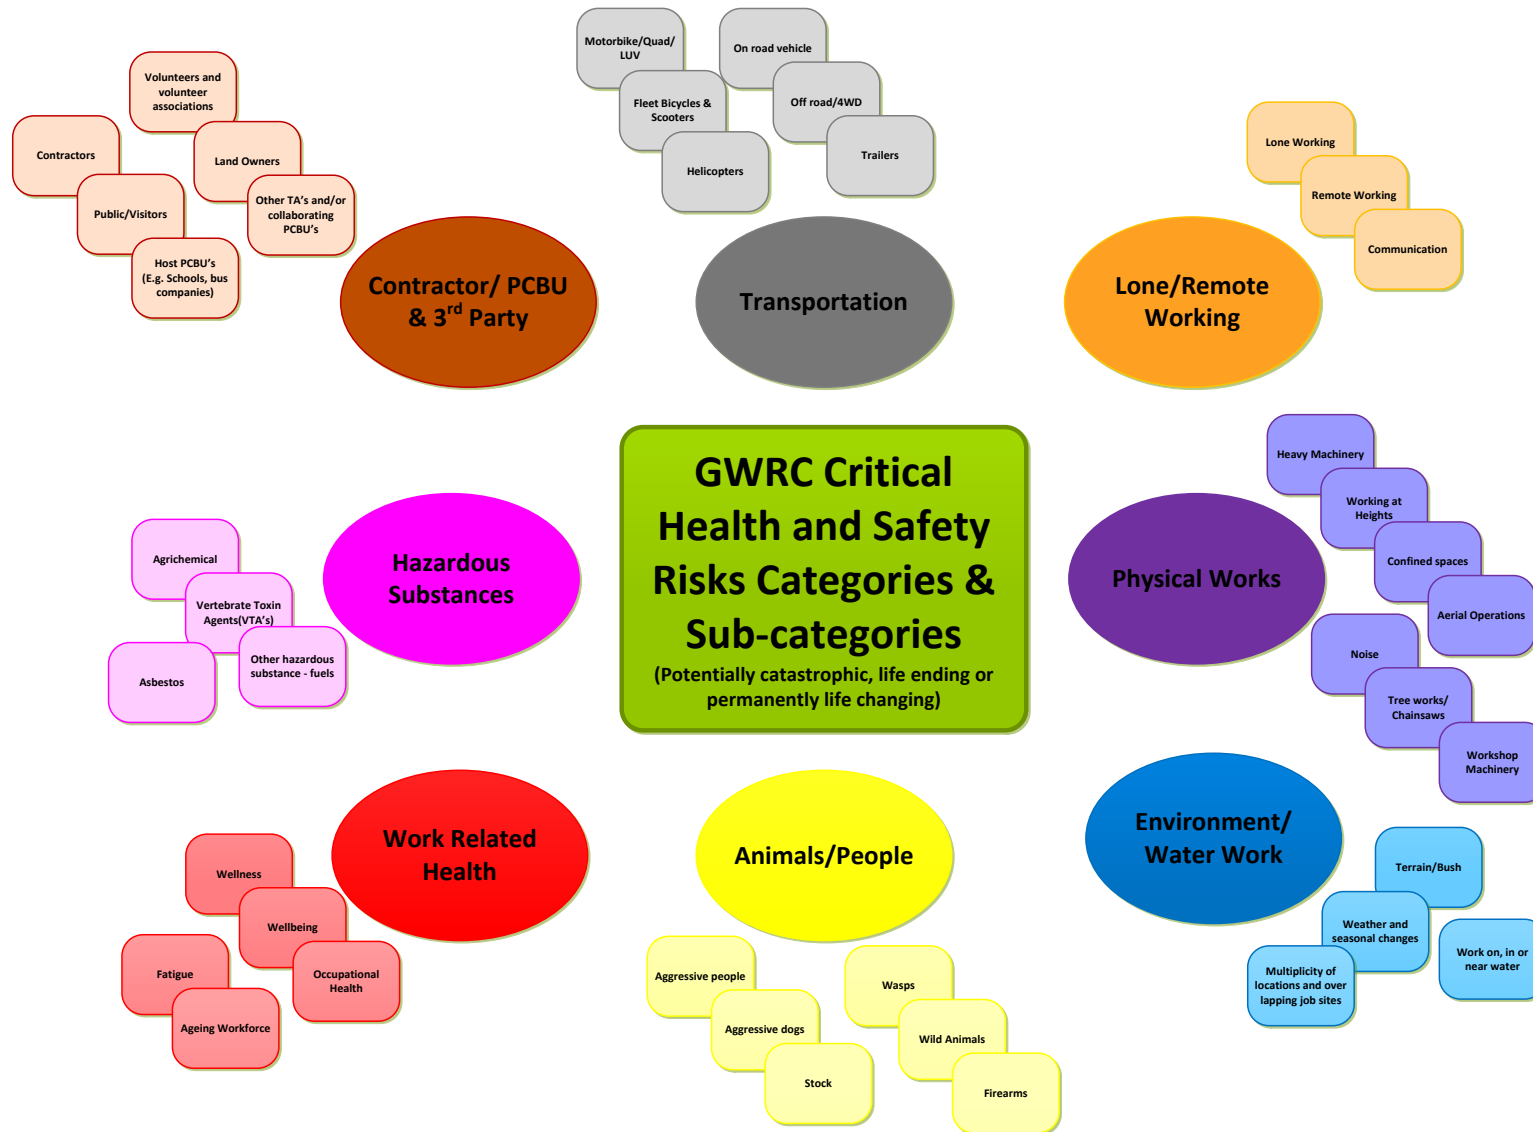 Motorbike/Quad/
LUV
On road vehicle
Fleet Bicycles &
Scooters
Off road/4WD
Helicopters
Trailers
Volunteers and
volunteer
associations
Contractors
Land Owners
Public/Visitors
Other TA's and/or
collaborating
PCBU's
Host PCBU's
(E.g. Schools, bus
companies)
Lone Working
Remote Working
Communication
Contractor/ PCBU
& 3rd Party
Transportation
Lone/Remote
Working
GWRC Critical
Health and Safety
Risks Categories &
Sub-categories
(Potentially catastrophic, life ending or
permanently life changing)
Hazardous
Substances
Agrichemical
Vertebrate Toxin
Agents(VTA's)
Other hazardous
substance - fuels
Asbestos
Physical Works
Heavy Machinery
Working at
Heights
Confined spaces
Aerial Operations
Noise
Tree works/
Chainsaws
Workshop
Machinery
Work Related
Health
Wellness
Wellbeing
Occupational
Health
Fatigue
Ageing Workforce
Animals/People
Aggressive people
Aggressive dogs
Stock
Wasps
Wild Animals
Firearms
Environment/
Water Work
Terrain/Bush
Weather and
seasonal changes
Work on, in or
near water
Multiplicity of
locations and over
lapping job sites